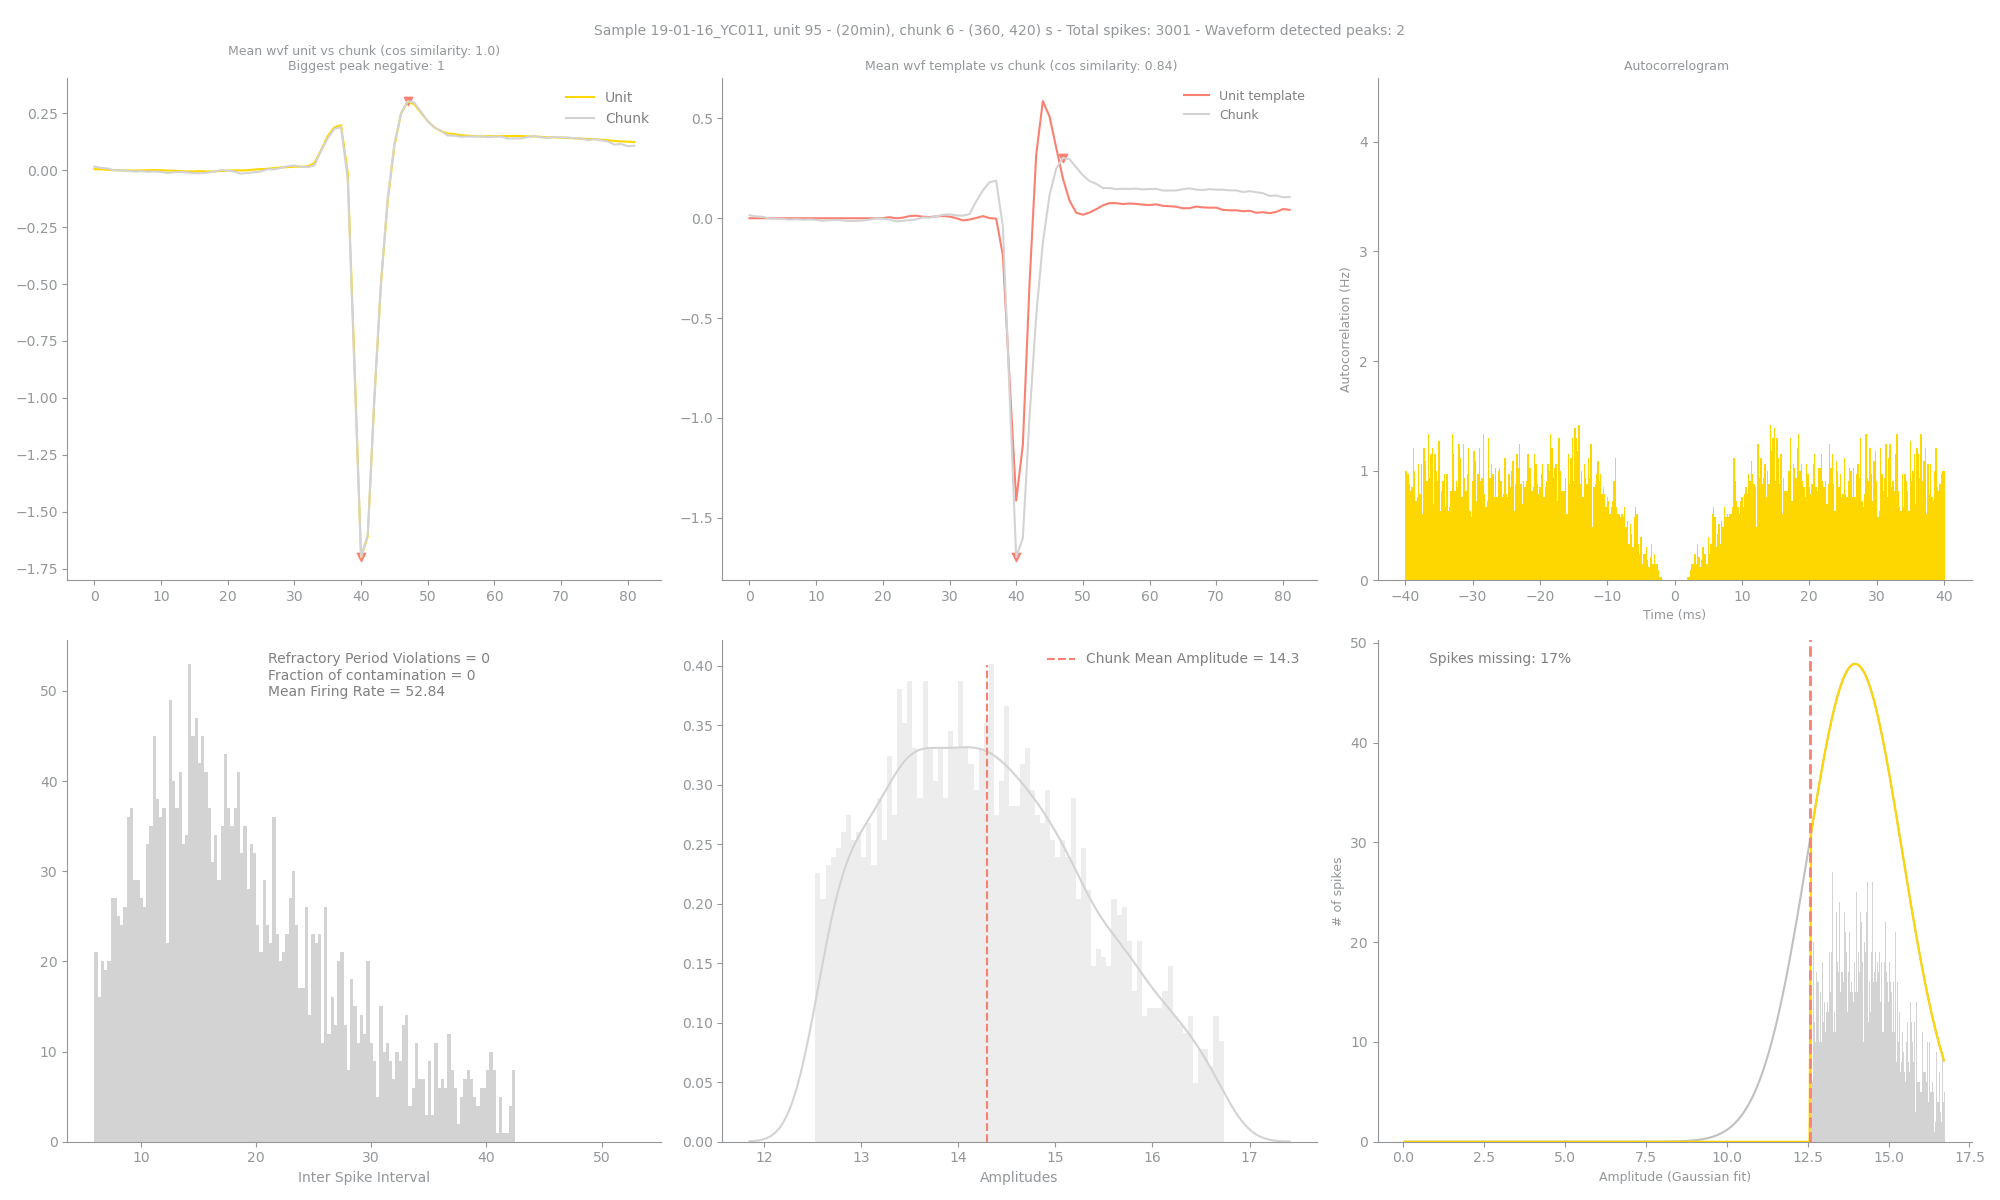 Sample 19-01-16_YC011, unit 95 - (20min), chunk 6 - (360, 420) s - Total spikes: 3001 - Waveform detected peaks: 2
Mean wvf unit vs chunk (cos similarity: 1.0)
Biggest peak negative: 1
Unit
Chunk
0.25
0.00
−0.25
−0.50
−0.75
−1.00
−1.25
−1.50
−1.75
0 10 20 30 40 50 60 70 80
Mean wvf template vs chunk (cos similarity: 0.84)
Unit template
Chunk
0.5
0.0
−0.5
−1.0
−1.5
0 10 20 30 40 50 60 70 80
Autocorrelogram
Autocorrelation (Hz)
4
3
2
1
0
−40 −30 −20 −10 0 10 20 30 40
Time (ms)
Refractory Period Violations = 0
Fraction of contamination = 0
Mean Firing Rate = 52.84
50
40
30
20
10
0
10 20 30 40 50
Inter Spike Interval
Chunk Mean Amplitude = 14.3
0.40
0.35
0.30
0.25
0.20
0.15
0.10
0.05
0.00
12 13 14 15 16 17
Amplitudes
Spikes missing: 17%
# of spikes
50
40
30
20
10
0
0.0 2.5 5.0 7.5 10.0 12.5 15.0 17.5
Amplitude (Gaussian fit)